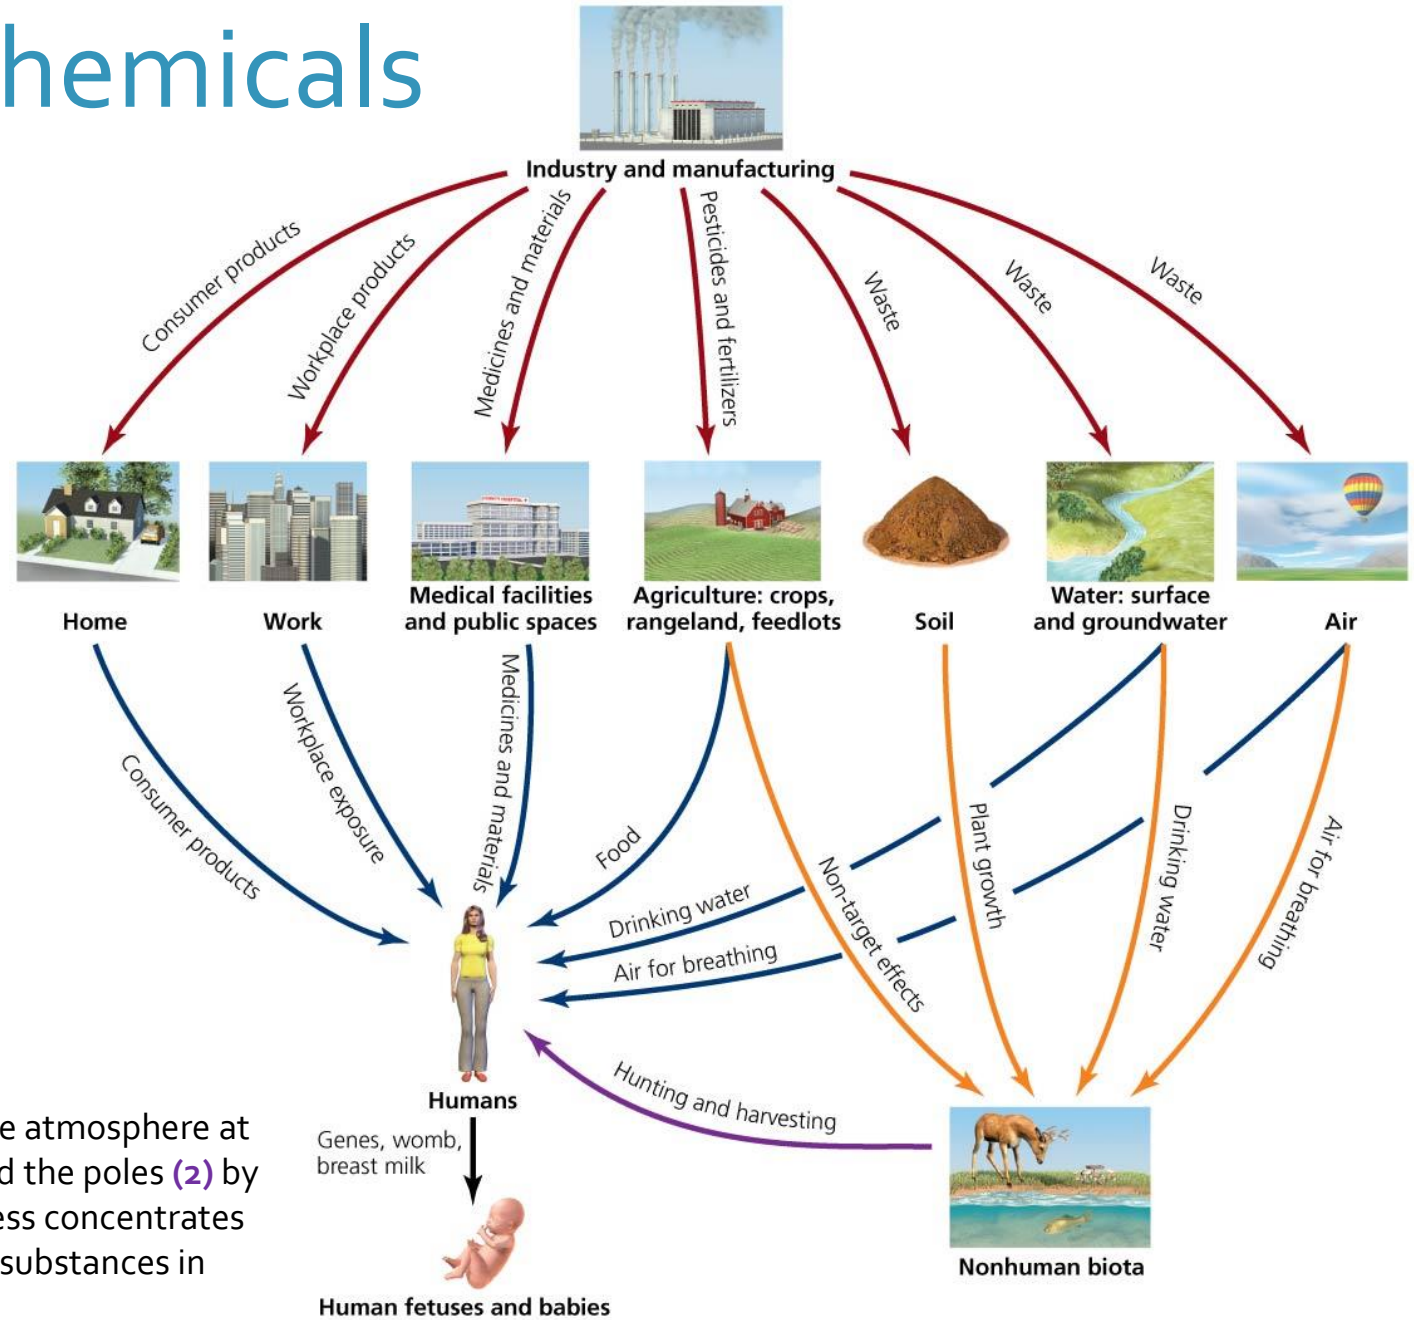 hemicals
Industry and manufacturing
Consumer products
Workplace products
Medicines and materials
Pesticides and fertilizers
Waste
Waste
Waste
Home
Work
Medical facilities
and public spaces
Agriculture: crops,
rangeland, feedlots
Soil
Water: surface
and groundwater
Air
Consumer products
Workplace exposure
Medicines and materials
Food
Drinking water
Air for breathing
Non-target effects
Plant growth
Drinking water
Air for breathing
Humans
Hunting and harvesting
Genes, womb,
breast milk
Human fetuses and babies
Nonhuman biota
e atmosphere at
d the poles (2) by
ess concentrates
substances in